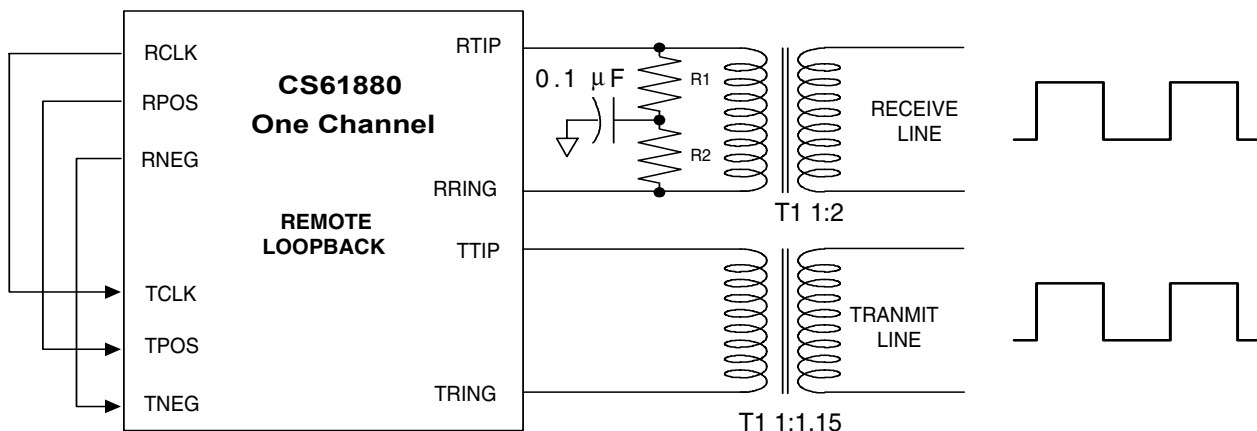 RCLK
RPOS
RNEG
CS61880
One Channel
REMOTE
LOOPBACK
TCLK
TPOS
TNEG
RTIP
RRING
TTIP
TRING
0.1 µF
R1
R2
RECEIVE
LINE
T1 1:2
TRANMIT
LINE
T1 1:1.15